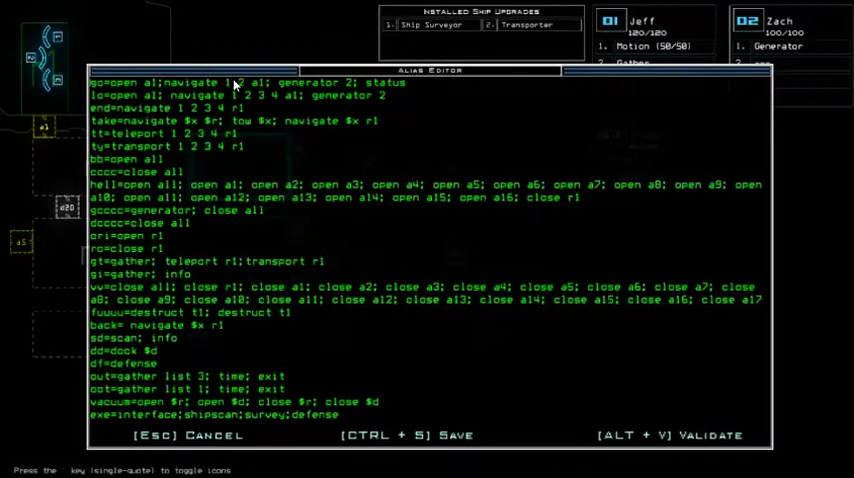 Installed Ship Upgrades
1. Ship Surveyor 2. Transporter
01 Jeff
120/120
1. Motion (50/50)
2. Gather
02 Zach
100/100
1. Generator
2.
1
2
3
a1
a20
a5
Alias Editor
go=open a1;navigate 1 2 a1; generator 2; status
lo=open a1; navigate 1 2 3 4 a1; generator 2
end=navigate 1 2 3 4 r1
take=navigate $x $r; tow $x; navigate $x r1
tt=teleport 1 2 3 4 r1
ty=transport 1 2 3 4 r1
bb=open all
cccc=close all
hell=open all; open a1; open a2; open a3; open a4; open a5; open a6; open a7; open a8; open a9; open
a10; open a11; open a12; open a13; open a14; open a15; open a16; close r1
gcccc=generator; close all
dcccc=close all
ori=open r1
rc=close r1
gt=gather; teleport r1;transport r1
gi=gather; info
vv=close all; close r1; close a1; close a2; close a3; close a4; close a5; close a6; close a7; close
a8; close a9; close a10; close a11; close a12; close a13; close a14; close a15; close a16; close a17
fuuuu=destruct t1; destruct t1
back= navigate $x r1
sd=scan; info
dd=dock $d
df=defense
out=gather list 3; time; exit
oot=gather list 1; time; exit
vacuum=open $r; open $d; close $r; close $d
exe=interface;shipscan;survey;defense
[Esc] Cancel [CTRL + S] Save [ALT + V] Validate
Press the ' key (single-quote) to toggle icons